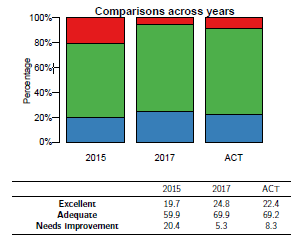 Comparisons across years
100%
80%
60%
40%
20%
0%
Percentage
2015 2017 ACT
2015 2017 ACT
Excellent 19.7 24.8 22.4
Adequate 59.9 69.9 69.2
Needs improvement 20.4 5.3 8.3